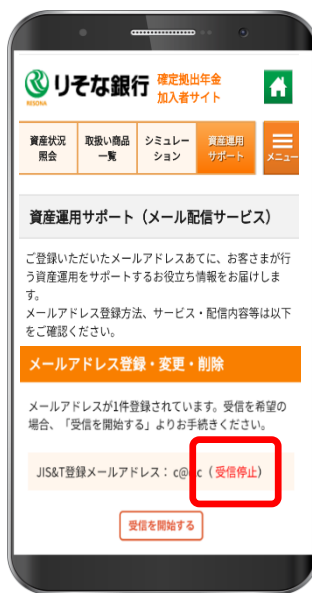 りそな銀行
RESONA
確定拠出年金
加入者サイト
資産状況
照会
取扱い商品
一覧
シミュレー
ション
資産運用
サポート
メニュー
資産運用サポート（メール配信サービス）
ご登録いただいたメールアドレスあてに、お客さまが行
う資産運用をサポートするお役立ち情報をお届けしま
す。
メールアドレス登録方法、サービス・配信内容等は以下
をご確認ください。
メールアドレス登録・変更・削除
メールアドレスが1件登録されています。受信を希望の
場合、「受信を開始する」よりお手続きください。
JIS&T登録メールアドレス： c@ c（受信停止）
受信を開始する